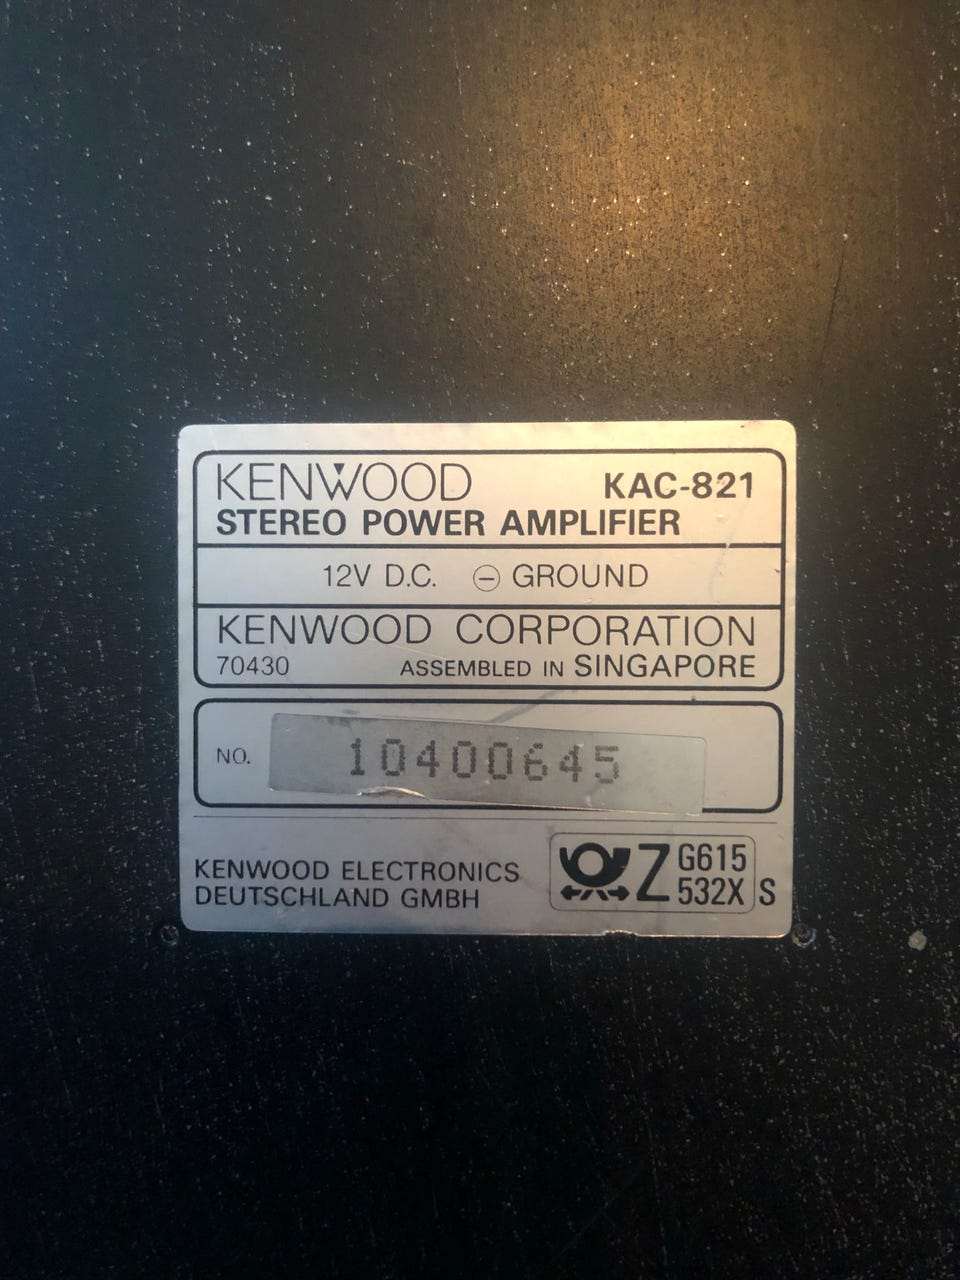 KENWOOD KAC-821
STEREO POWER AMPLIFIER
12V D.C. ⊖ GROUND
KENWOOD CORPORATION
70430 ASSEMBLED IN SINGAPORE
NO. 10400645
KENWOOD ELECTRONICS
DEUTSCHLAND GMBH
Z G615
532X S